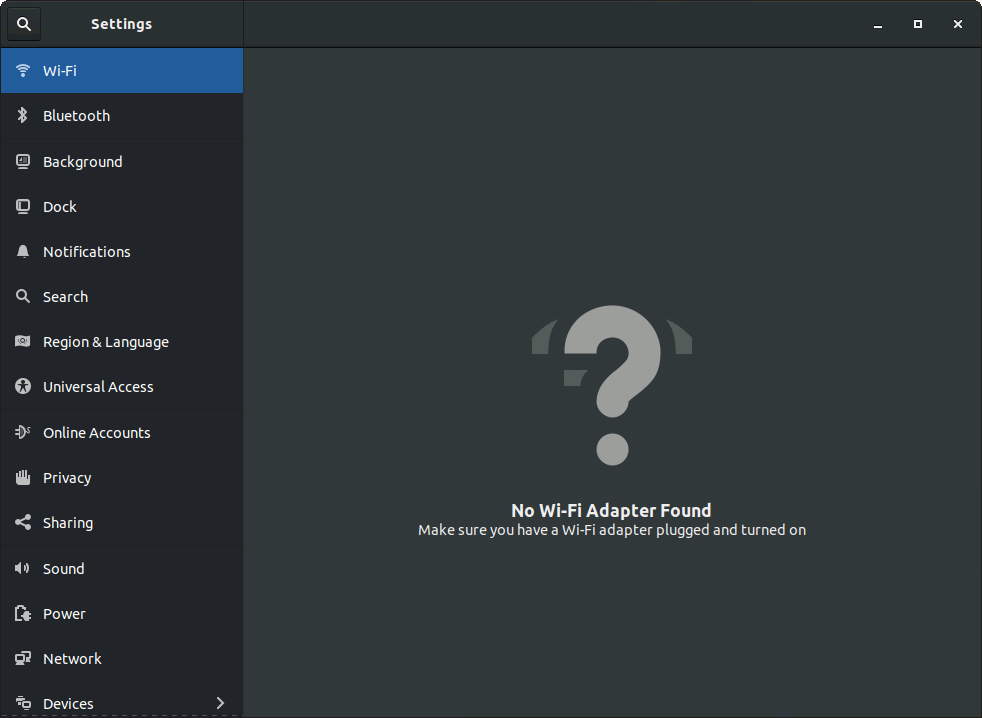 Settings
Wi-Fi
Bluetooth
Background
Dock
Notifications
Search
Region & Language
Universal Access
Online Accounts
Privacy
Sharing
Sound
Power
Network
Devices
No Wi-Fi Adapter Found
Make sure you have a Wi-Fi adapter plugged and turned on